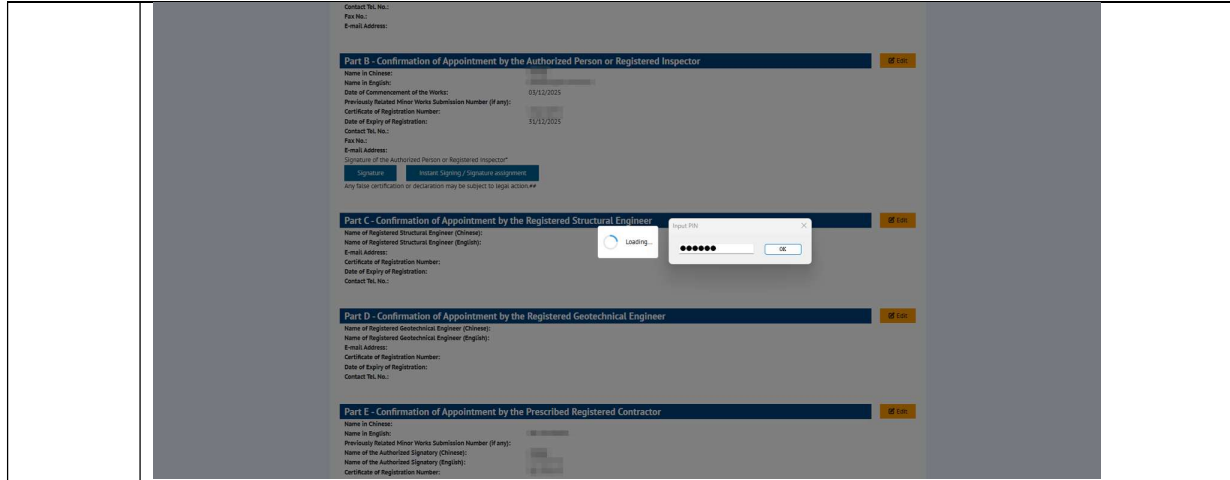 Contact Tel. No.:
Fax No.:
E-mail Address:
Part B - Confirmation of Appointment by the Authorized Person or Registered Inspector
Edit
Name in Chinese:
Name in English:
Date of Commencement of the Works: 03/12/2025
Previously Related Minor Works Submission Number (if any):
Certificate of Registration Number:
Date of Expiry of Registration: 31/12/2025
Contact Tel. No.:
Fax No.:
E-mail Address:
Signature of the Authorized Person or Registered Inspector*
Signature
Instant Signing / Signature assignment
Any false certification or declaration may be subject to legal action.##
Part C - Confirmation of Appointment by the Registered Structural Engineer
Edit
Name of Registered Structural Engineer (Chinese):
Name of Registered Structural Engineer (English):
E-mail Address:
Certificate of Registration Number:
Date of Expiry of Registration:
Contact Tel. No.:
Loading...
Input PIN
OK
Part D - Confirmation of Appointment by the Registered Geotechnical Engineer
Edit
Name of Registered Geotechnical Engineer (Chinese):
Name of Registered Geotechnical Engineer (English):
E-mail Address:
Certificate of Registration Number:
Date of Expiry of Registration:
Contact Tel. No.:
Part E - Confirmation of Appointment by the Prescribed Registered Contractor
Edit
Name in Chinese:
Name in English:
Previously Related Minor Works Submission Number (if any):
Name of the Authorized Signatory (Chinese):
Name of the Authorized Signatory (English):
Certificate of Registration Number: